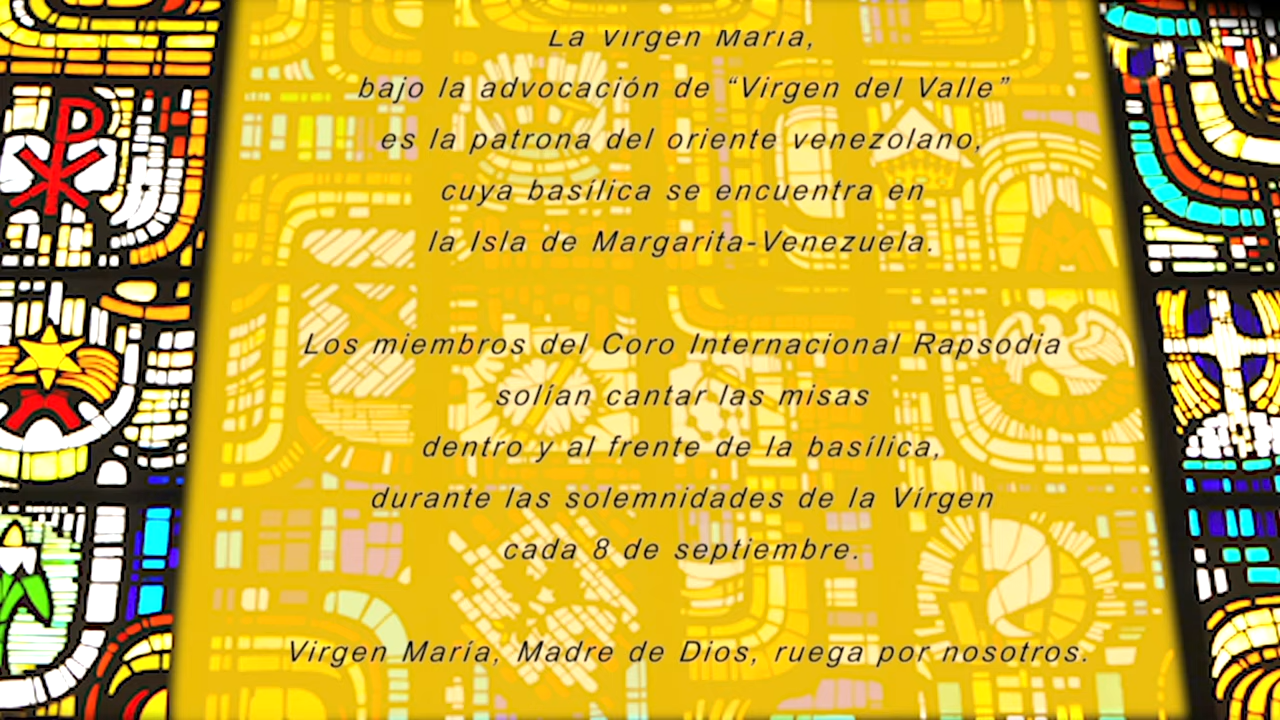 La Virgen María,
bajo la advocación de “Virgen del Valle”
es la patrona del oriente venezolano,
cuya basílica se encuentra en
la Isla de Margarita-Venezuela.
Los miembros del Coro Internacional Rapsodia
solían cantar las misas
dentro y al frente de la basílica,
durante las solemnidades de la Vírgen
cada 8 de septiembre.
Virgen María, Madre de Dios, ruega por nosotros.